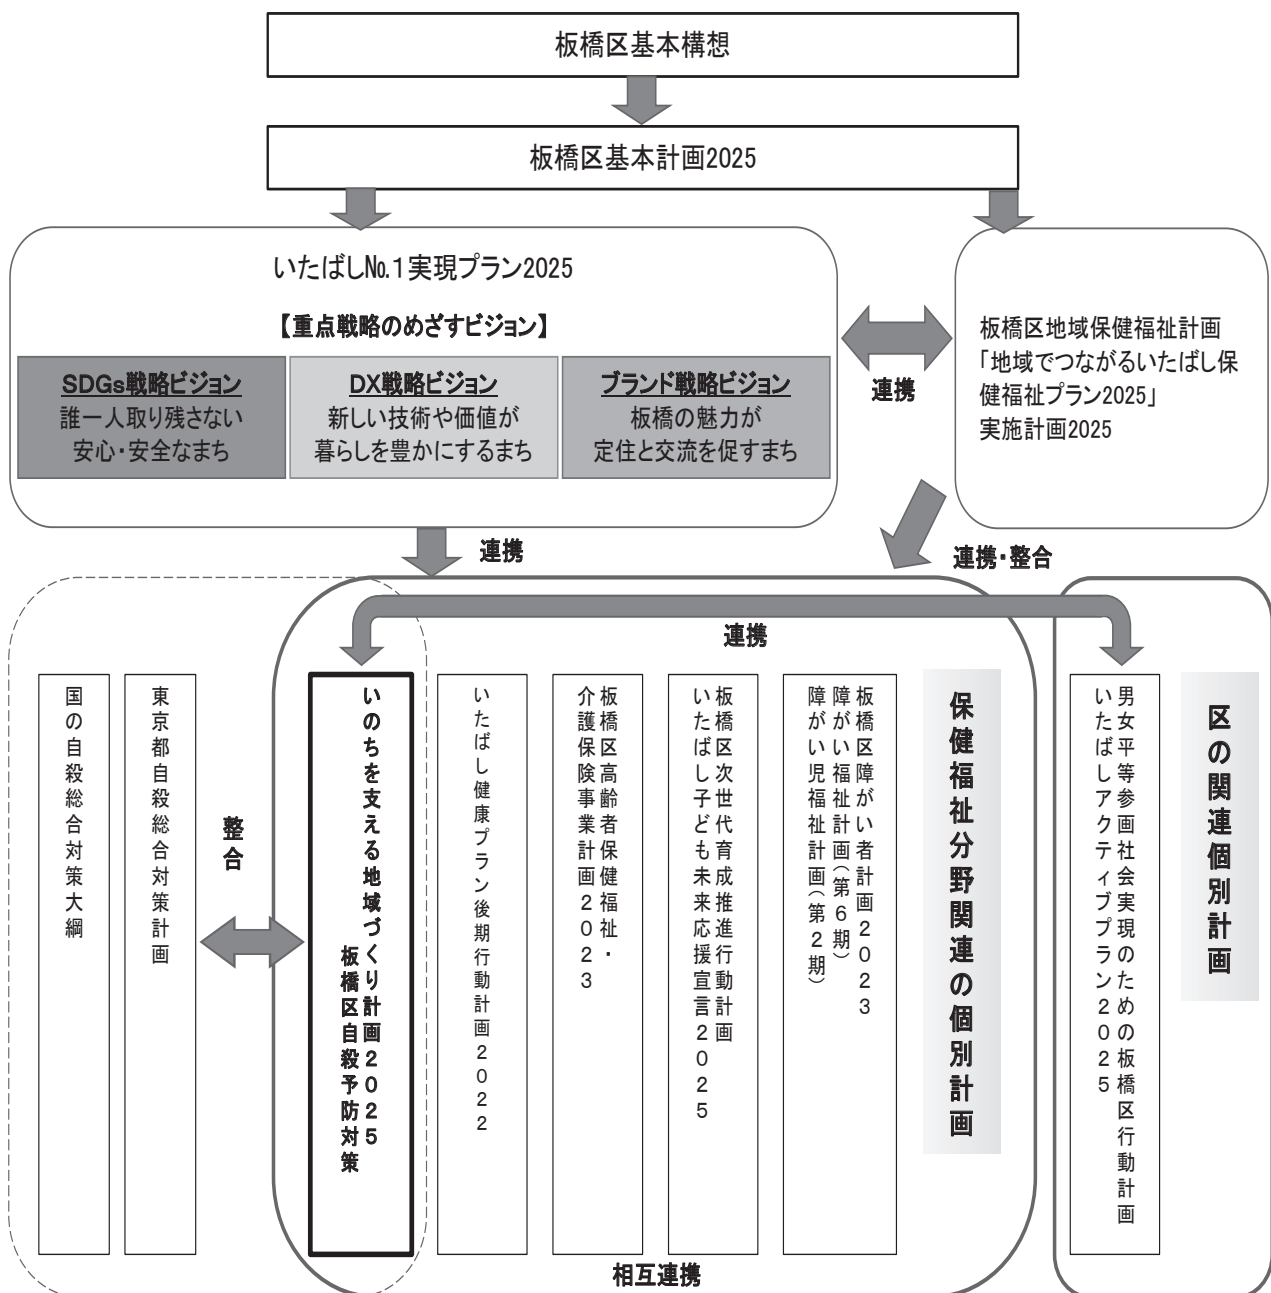 板橋区基本構想
板橋区基本計画2025
いたばし№1実現プラン2025
【重点戦略のめざすビジョン】
SDGs戦略ビジョン
誰一人取り残さない
安心・安全なまち
DX戦略ビジョン
新しい技術や価値が
暮らしを豊かにするまち
ブランド戦略ビジョン
板橋の魅力が
定住と交流を促すまち
連携
板橋区地域保健福祉計画
「地域でつながるいたばし保
健福祉プラン2025」
実施計画2025
連携
連携・整合
連携
国の自殺総合対策大綱
東京都自殺総合対策計画
整合
いのちを支える地域づくり計画2025
板橋区自殺予防対策
いたばし健康プラン後期行動計画2022
板橋区高齢者保健福祉・
介護保険事業計画2023
板橋区次世代育成推進行動計画
いたばし子ども未来応援宣言2025
板橋区障がい者計画2023
障がい福祉計画（第6期）
障がい児福祉計画（第2期）
保健福祉分野関連の個別計画
男女平等参画社会実現のための板橋区行動計画
いたばしアクティブプラン2025
区の関連個別計画
相互連携